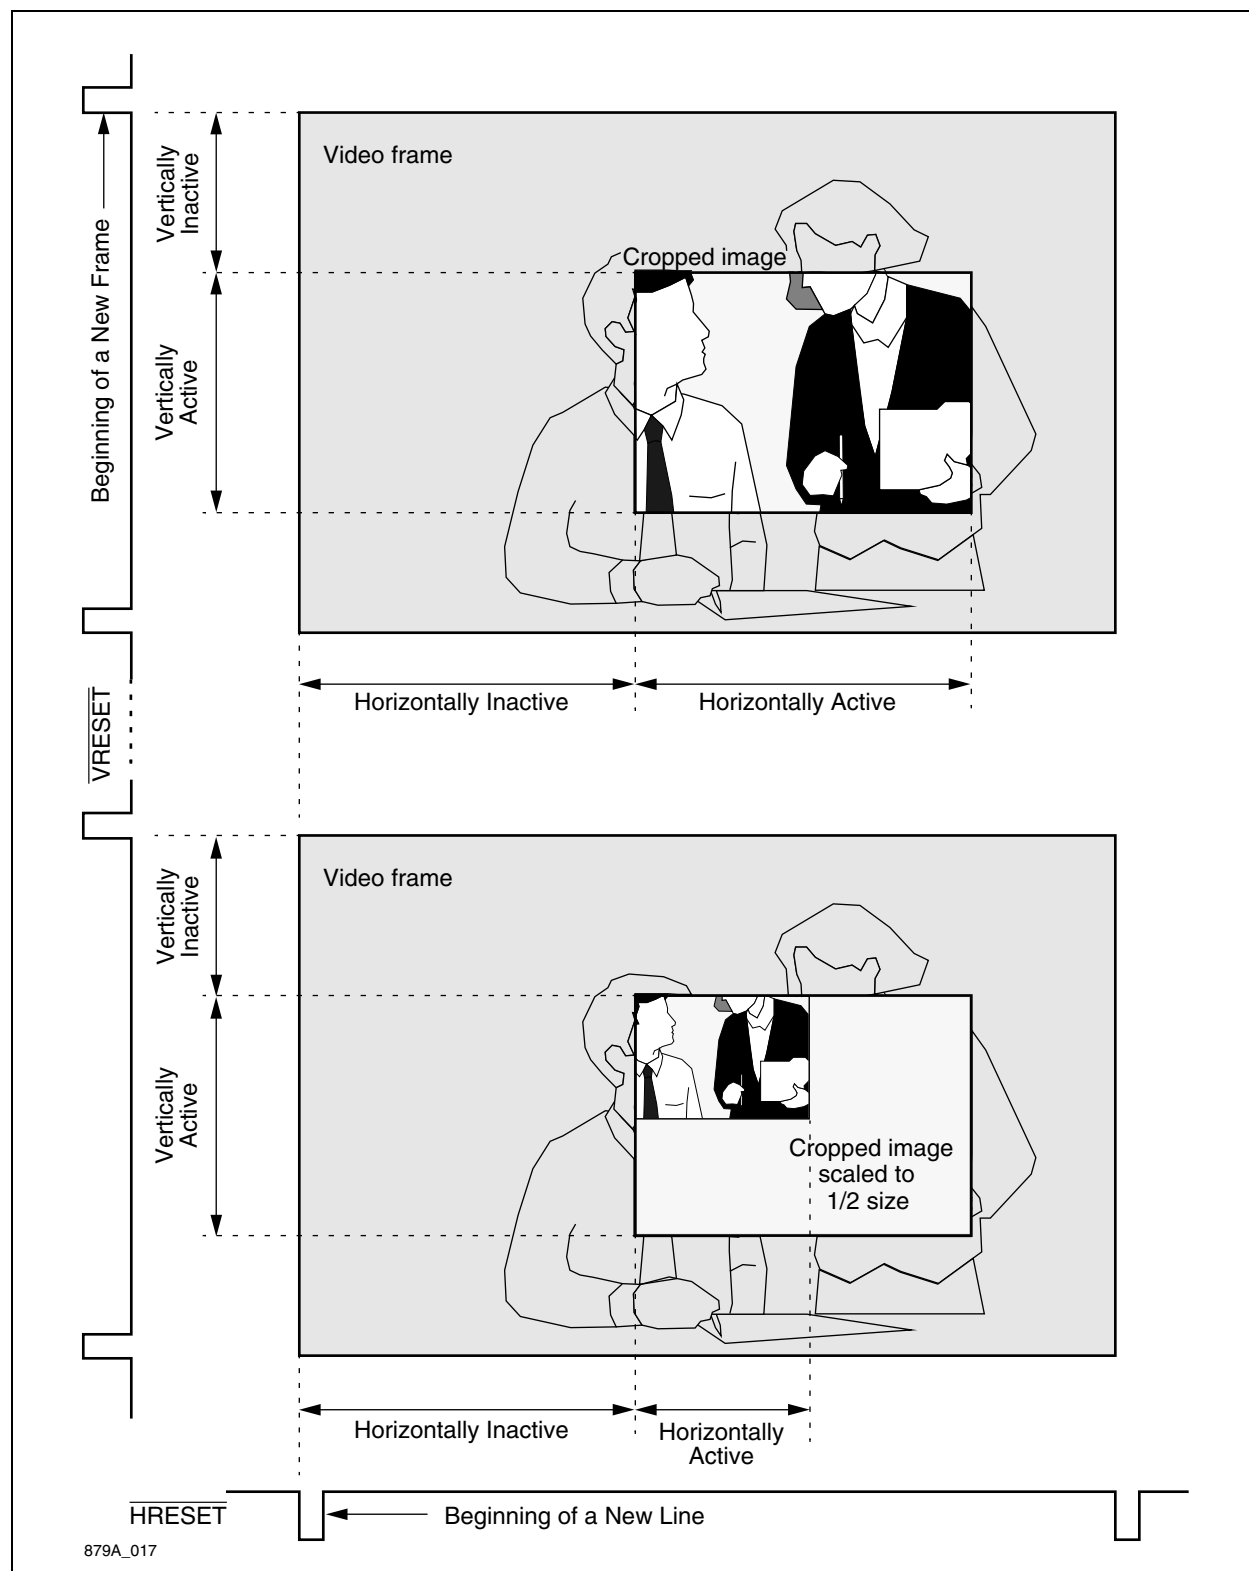 Video frame
Vertically
Inactive
Cropped image
Beginning of a New Frame
Vertically
Active
Horizontally Inactive
Horizontally Active
VRESET
Video frame
Vertically
Inactive
Vertically
Active
Cropped image
scaled to
1/2 size
Horizontally Inactive
Horizontally
Active
HRESET
Beginning of a New Line
879A_017